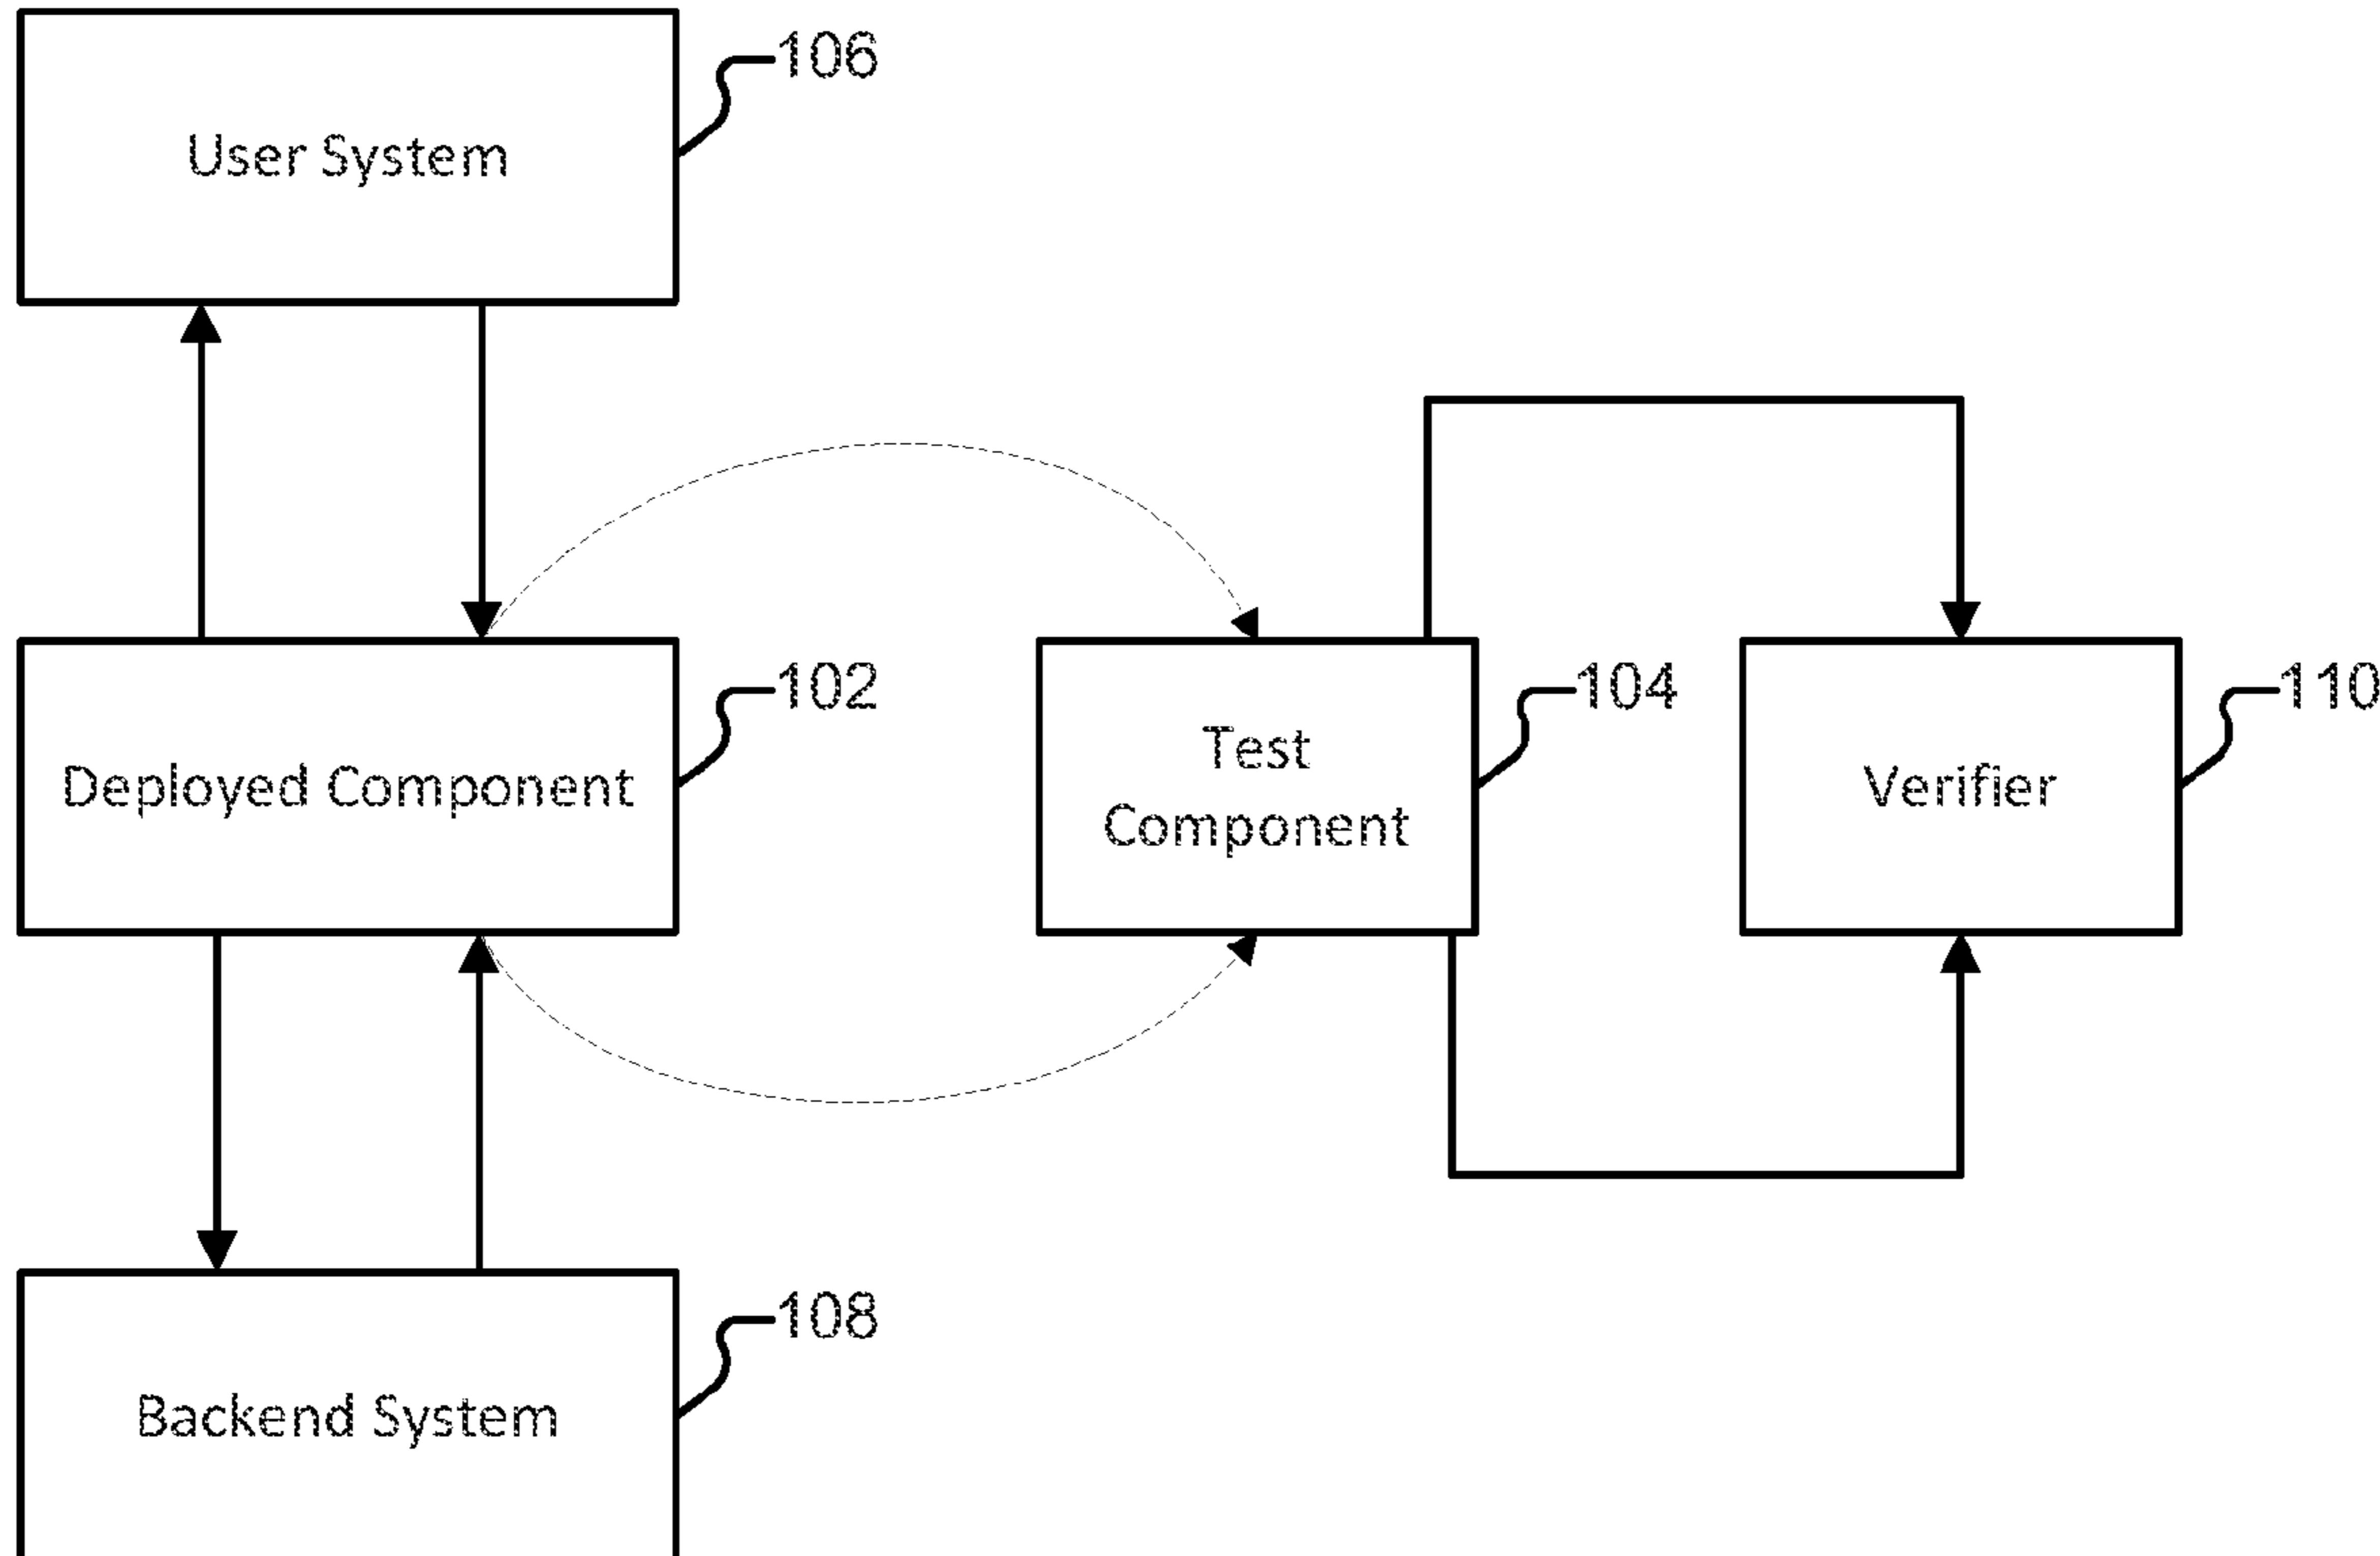 106
User System
102
Deployed Component
104
Test
Component
110
Verifier
108
Backend System